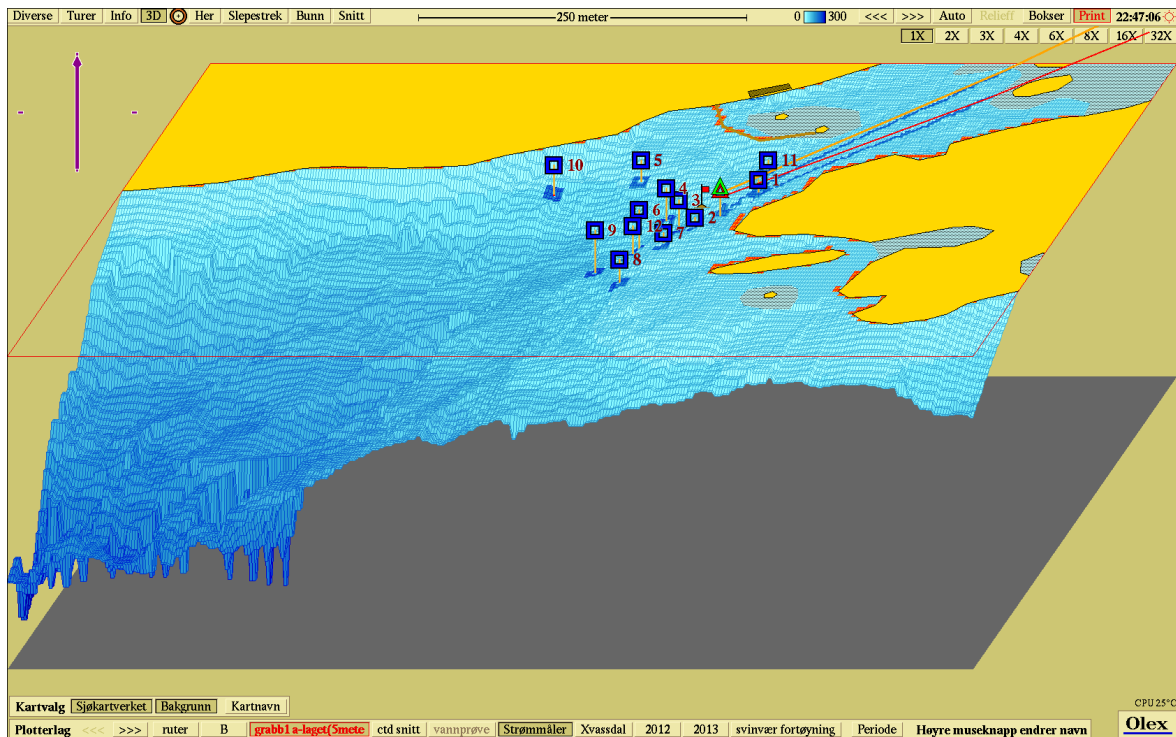 Diverse Turer Info 3D Her Slepestrek Bunn Snitt 250 meter 0 300 <<< >>> Auto Relieff Bokser Print 22:47:06
1X 2X 3X 4X 6X 8X 16X 32X
10 5 11
4 1
3
6 2
9 12 7
8
Kartvalg Sjøkartverket Bakgrunn Kartnavn CPU 25°C
Plotterlag <<< >>> ruter B grabb1 a-laget(5mete ctd snitt vannprøve Strømmåler Xvassdal 2012 2013 svinvær fortøyning Periode Høyre museknapp endrer navn Olex